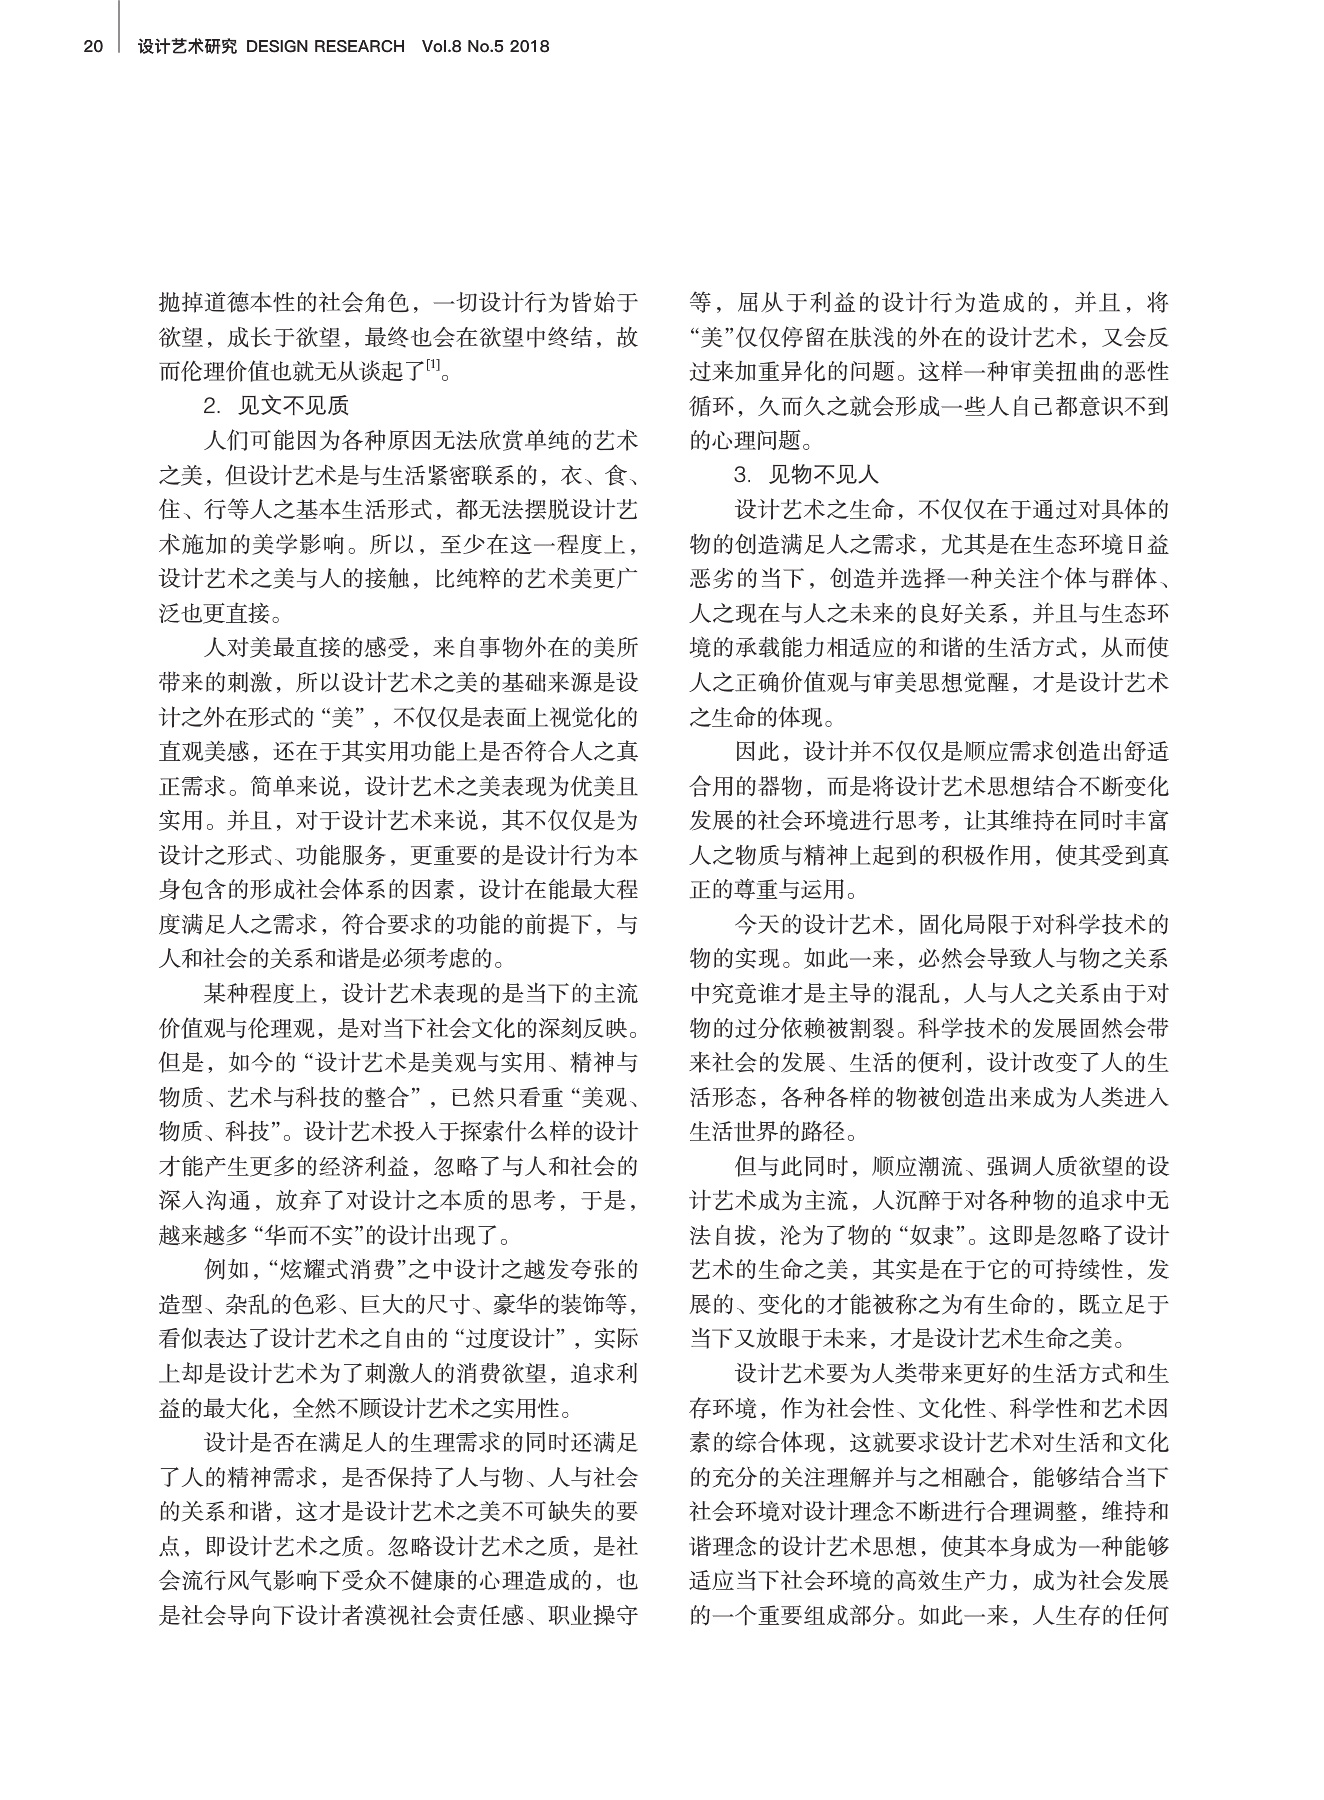 20 设计艺术研究 DESIGN RESEARCH Vol.8 No.5 2018
抛掉道德本性的社会角色，一切设计行为皆始于
欲望，成长于欲望，最终也会在欲望中终结，故
而伦理价值也就无从谈起了[1]。
2. 见文不见质
人们可能因为各种原因无法欣赏单纯的艺术
之美，但设计艺术是与生活紧密联系的，衣、食、
住、行等人之基本生活形式，都无法摆脱设计艺
术施加的美学影响。所以，至少在这一程度上，
设计艺术之美与人的接触，比纯粹的艺术美更广
泛也更直接。
人对美最直接的感受，来自事物外在的美所
带来的刺激，所以设计艺术之美的基础来源是设
计之外在形式的“美”，不仅仅是表面上视觉化的
直观美感，还在于其实用功能上是否符合人之真
正需求。简单来说，设计艺术之美表现为优美且
实用。并且，对于设计艺术来说，其不仅仅是为
设计之形式、功能服务，更重要的是设计行为本
身包含的形成社会体系的因素，设计在能最大程
度满足人之需求，符合要求的功能的前提下，与
人和社会的关系和谐是必须考虑的。
某种程度上，设计艺术表现的是当下的主流
价值观与伦理观，是对当下社会文化的深刻反映。
但是，如今的“设计艺术是美观与实用、精神与
物质、艺术与科技的整合”，已然只看重“美观、
物质、科技”。设计艺术投入于探索什么样的设计
才能产生更多的经济利益，忽略了与人和社会的
深入沟通，放弃了对设计之本质的思考，于是，
越来越多“华而不实”的设计出现了。
例如，“炫耀式消费”之中设计之越发夸张的
造型、杂乱的色彩、巨大的尺寸、豪华的装饰等，
看似表达了设计艺术之自由的“过度设计”，实际
上却是设计艺术为了刺激人的消费欲望，追求利
益的最大化，全然不顾设计艺术之实用性。
设计是否在满足人的生理需求的同时还满足
了人的精神需求，是否保持了人与物、人与社会
的关系和谐，这才是设计艺术之美不可缺失的要
点，即设计艺术之质。忽略设计艺术之质，是社
会流行风气影响下受众不健康的心理造成的，也
是社会导向下设计者漠视社会责任感、职业操守
等，屈从于利益的设计行为造成的，并且，将
“美”仅仅停留在肤浅的外在的设计艺术，又会反
过来加重异化的问题。这样一种审美扭曲的恶性
循环，久而久之就会形成一些人自己都意识不到
的心理问题。
3. 见物不见人
设计艺术之生命，不仅仅在于通过对具体的
物的创造满足人之需求，尤其是在生态环境日益
恶劣的当下，创造并选择一种关注个体与群体、
人之现在与人之未来的良好关系，并且与生态环
境的承载能力相适应的和谐的生活方式，从而使
人之正确价值观与审美思想觉醒，才是设计艺术
之生命的体现。
因此，设计并不仅仅是顺应需求创造出舒适
合用的器物，而是将设计艺术思想结合不断变化
发展的社会环境进行思考，让其维持在同时丰富
人之物质与精神上起到的积极作用，使其受到真
正的尊重与运用。
今天的设计艺术，固化局限于对科学技术的
物的实现。如此一来，必然会导致人与物之关系
中究竟谁才是主导的混乱，人与人之关系由于对
物的过分依赖被割裂。科学技术的发展固然会带
来社会的发展、生活的便利，设计改变了人的生
活形态，各种各样的物被创造出来成为人类进入
生活世界的路径。
但与此同时，顺应潮流、强调人质欲望的设
计艺术成为主流，人沉醉于对各种物的追求中无
法自拔，沦为了物的“奴隶”。这即是忽略了设计
艺术的生命之美，其实是在于它的可持续性，发
展的、变化的才能被称之为有生命的，既立足于
当下又放眼于未来，才是设计艺术生命之美。
设计艺术要为人类带来更好的生活方式和生
存环境，作为社会性、文化性、科学性和艺术因
素的综合体现，这就要求设计艺术对生活和文化
的充分的关注理解并与之相融合，能够结合当下
社会环境对设计理念不断进行合理调整，维持和
谐理念的设计艺术思想，使其本身成为一种能够
适应当下社会环境的高效生产力，成为社会发展
的一个重要组成部分。如此一来，人生存的任何